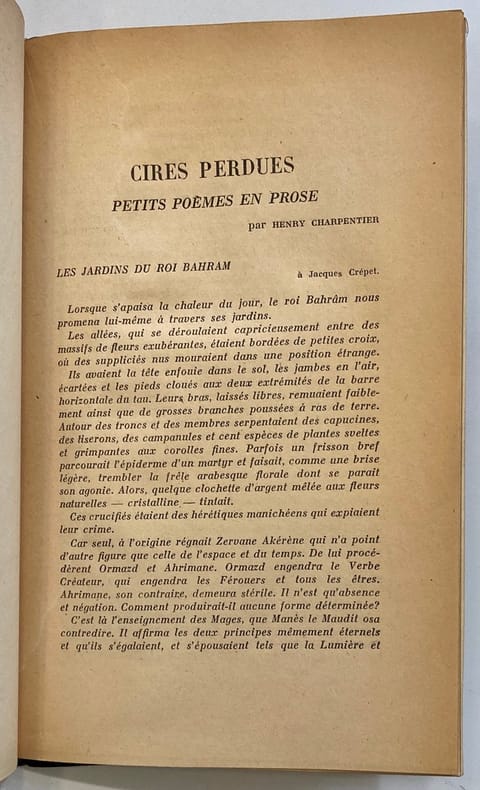 CIRES PERDUES
PETITS POÈMES EN PROSE
par HENRY CHARPENTIER
LES JARDINS DU ROI BAHRAM
à Jacques Crépet.
Lorsque s'apaisa la chaleur du jour, le roi Bahrâm nous
promena lui-même à travers ses jardins.
Les allées, qui se déroulaient capricieusement entre des
massifs de fleurs exubérantes, étaient bordées de petites croix,
où des suppliciés nus mouraient dans une position étrange.
Ils avaient la tête enfouie dans le sol, les jambes en l'air,
écartées et les pieds cloués aux deux extrémités de la barre
horizontale du tau. Leurs bras, laissés libres, remuaient faible-
ment ainsi que de grosses branches poussées à ras de terre.
Autour des troncs et des membres serpentaient des capucines,
des liserons, des campanules et cent espèces de plantes sveltes
et grimpantes aux corolles fines. Parfois un frisson bref
parcourait l'épiderme d'un martyr et faisait, comme une brise
légère, trembler la frêle arabesque florale dont se parait
son agonie. Alors, quelque clochette d'argent mêlée aux fleurs
naturelles — cristalline — tintait.
Ces crucifiés étaient des hérétiques manichéens qui expiaient
leur crime.
Car seul, à l'origine régnait Zervane Akérène qui n'a point
d'autre figure que celle de l'espace et du temps. De lui procé-
dèrent Ormazd et Ahrimane. Ormazd engendra le Verbe
Créateur, qui engendra les Férouers et tous les êtres.
Ahrimane, son contraire, demeura stérile. Il n'est qu'absence
et négation. Comment produirait-il aucune forme déterminée?
C'est là l'enseignement des Mages, que Manès le Maudit osa
contredire. Il affirma les deux principes mêmement éternels
et qu'ils s'égalaient, et s'épousaient tels que la Lumière et